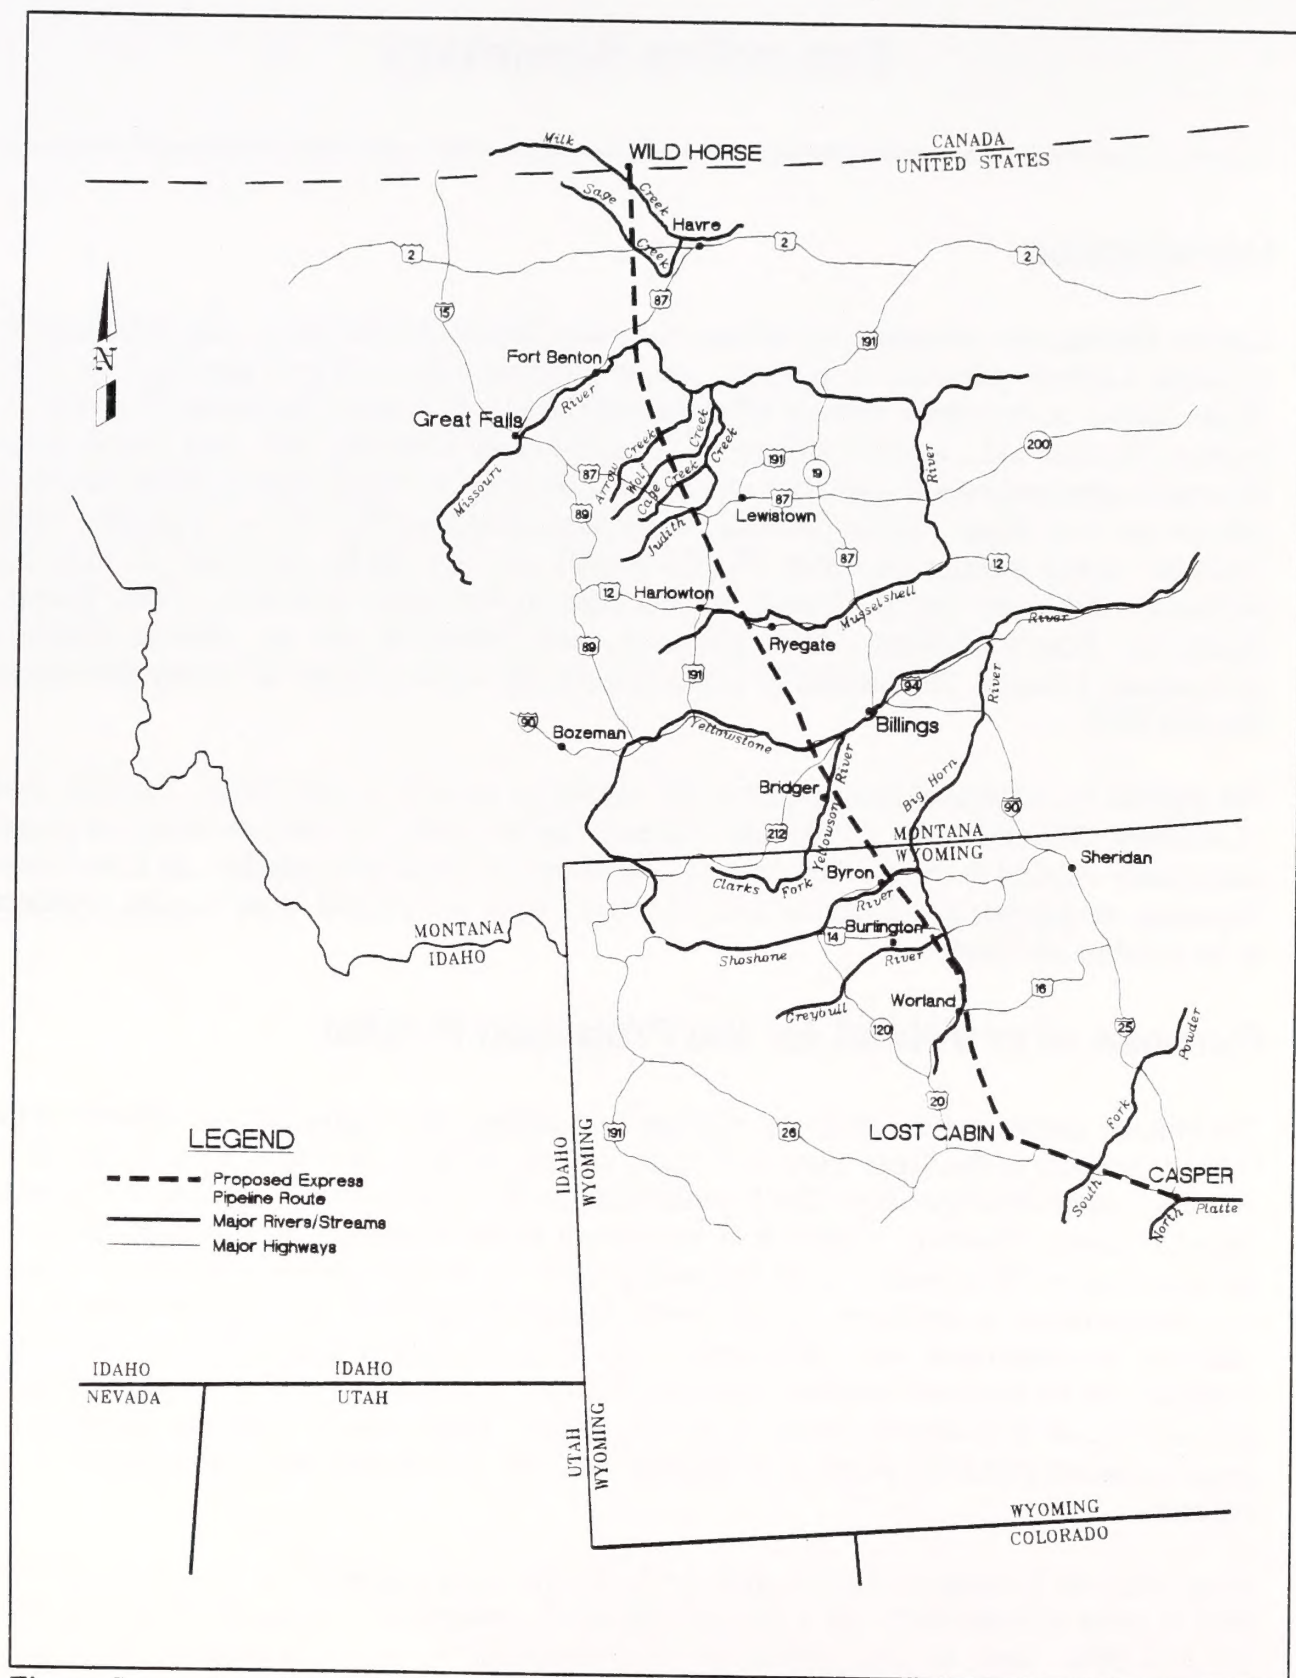 CANADA
UNITED STATES
Milk
Creek
WILD HORSE
Sage
Creek
Havre
2
2
2
87
15
191
N
Fort Benton
River
Great Falls
Missouri
Arrow Creek
Wolf Creek
Cage Creek
Creek
Judith
87
89
191
19
87
200
River
Lewistown
87
12
12
Harlowton
Musselshell
River
Ryegate
89
191
94
River
90
Bozeman
Yellowstone
Billings
Bridger
River
Big Horn
90
212
Yellowson
MONTANA
WYOMING
Sheridan
Clarks
Fork
Byron
River
MONTANA
IDAHO
14
Burlington
Shoshone
River
Greybull
Worland
16
120
25
Powder
20
Fork
LEGEND
Proposed Express
Pipeline Route
Major Rivers/Streams
Major Highways
IDAHO
WYOMING
191
26
LOST CABIN
CASPER
South
North
Platte
IDAHO
NEVADA
IDAHO
UTAH
UTAH
WYOMING
WYOMING
COLORADO